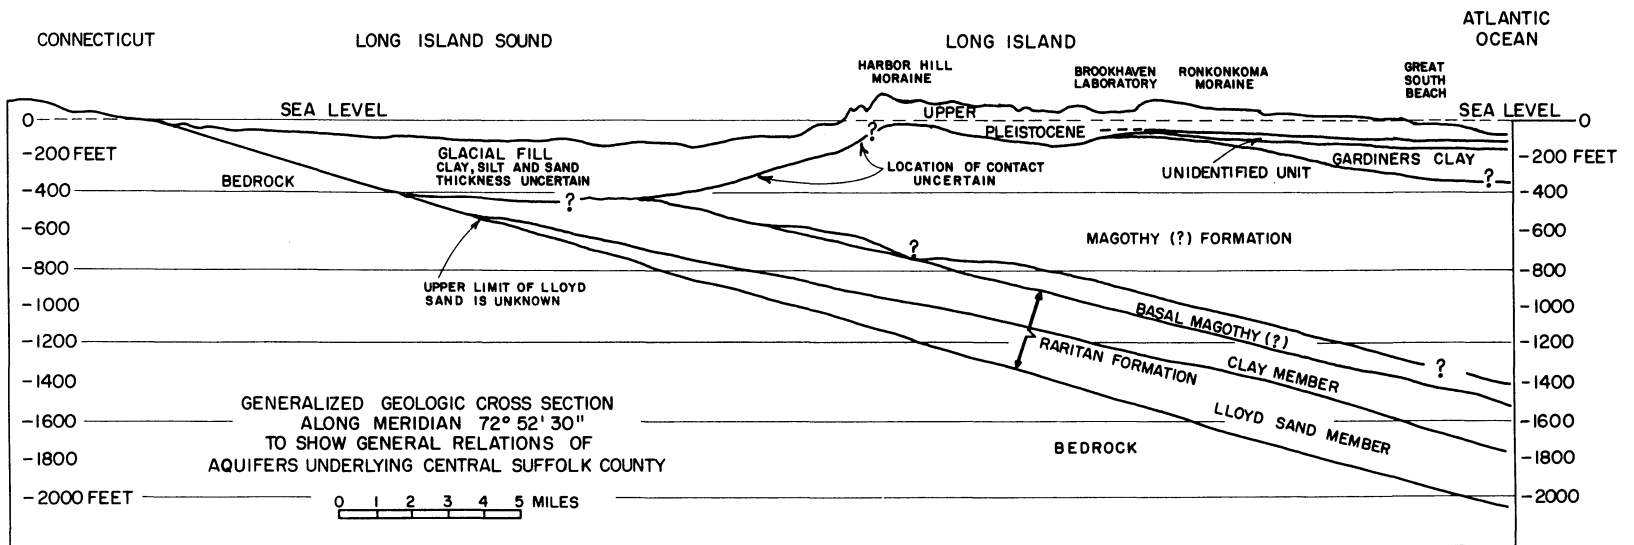 CONNECTICUT
LONG ISLAND SOUND
LONG ISLAND
ATLANTIC
OCEAN
HARBOR HILL
MORAINE
BROOKHAVEN
LABORATORY
RONKONKOMA
MORAINE
GREAT
SOUTH
BEACH
SEA LEVEL
UPPER
SEA LEVEL
0
0
?
PLEISTOCENE
-200 FEET
GLACIAL FILL
CLAY, SILT AND SAND
THICKNESS UNCERTAIN
LOCATION OF CONTACT
UNCERTAIN
UNIDENTIFIED UNIT
GARDINERS CLAY
-200 FEET
BEDROCK
?
-400
?
-400
-600
MAGOTHY (?) FORMATION
-600
?
-800
-800
UPPER LIMIT OF LLOYD
SAND IS UNKNOWN
-1000
BASAL MAGOTHY (?)
-1000
-1200
RARITAN FORMATION
CLAY MEMBER
?
-1200
-1400
-1400
GENERALIZED GEOLOGIC CROSS SECTION
ALONG MERIDIAN 72° 52' 30"
TO SHOW GENERAL RELATIONS OF
AQUIFERS UNDERLYING CENTRAL SUFFOLK COUNTY
LLOYD SAND MEMBER
-1600
-1600
BEDROCK
-1800
-1800
-2000 FEET
0 1 2 3 4 5 MILES
-2000